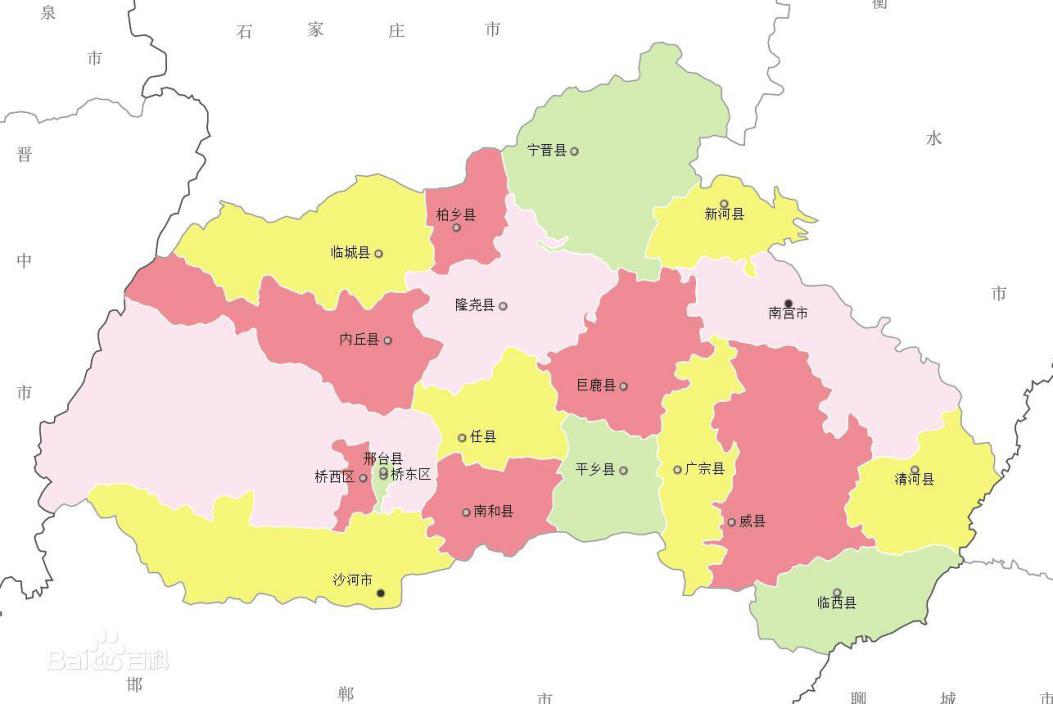 泉市
石家庄市
衡水市
晋中市
宁晋县
新河县
柏乡县
临城县
隆尧县
南宫市
内丘县
巨鹿县
任县
邢台县
桥西区
桥东区
平乡县
广宗县
清河县
南和县
威县
沙河市
临西县
Bai百科
邯郸市
聊城市